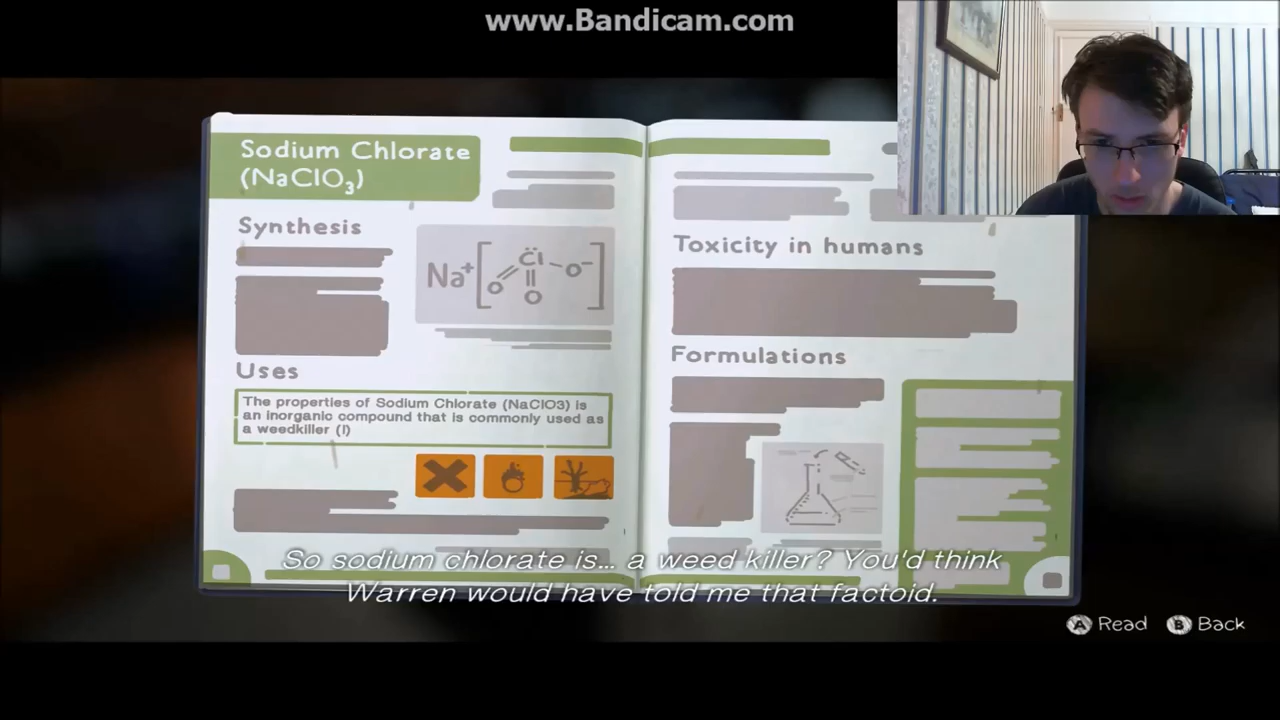 www.Bandicam.com
Sodium Chlorate
(NaClO3)
Synthesis
Na+ [ O Cl O- O ]
Uses
The properties of Sodium Chlorate (NaClO3) is
an inorganic compound that is commonly used as
a weedkiller (I)
Toxicity in humans
Formulations
So sodium chlorate is... a weed killer? You'd think
Warren would have told me that factoid.
A Read B Back